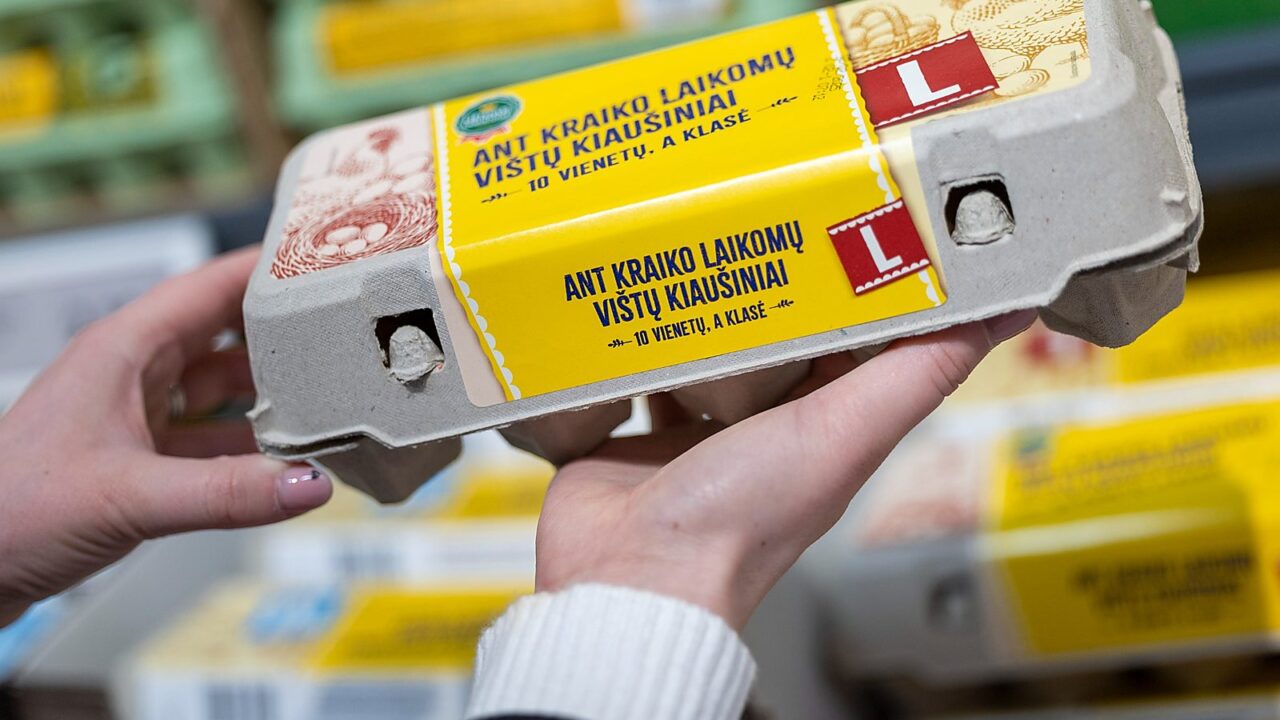 ANT KRAIKO LAIKOMŲ
VIŠTŲ KIAUŠINIAI
10 VIENETŲ, A KLASĖ
L
ANT KRAIKO LAIKOMŲ
VIŠTŲ KIAUŠINIAI
10 VIENETŲ, A KLASĖ
L